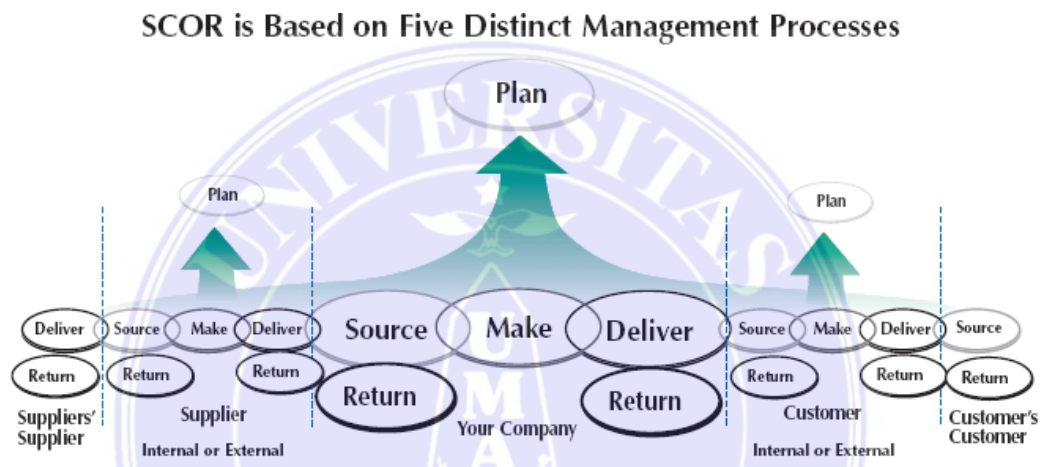 SCOR is Based on Five Distinct Management Processes
Plan
Plan
Plan
Deliver Source Make Deliver Source Make Deliver Source Make Deliver Source
Return Return Return Return Return Return Return Return
Suppliers' Supplier Your Company Customer Customer's
Supplier Customer
Internal or External Internal or External
UNIVERSITAS
U
M
A